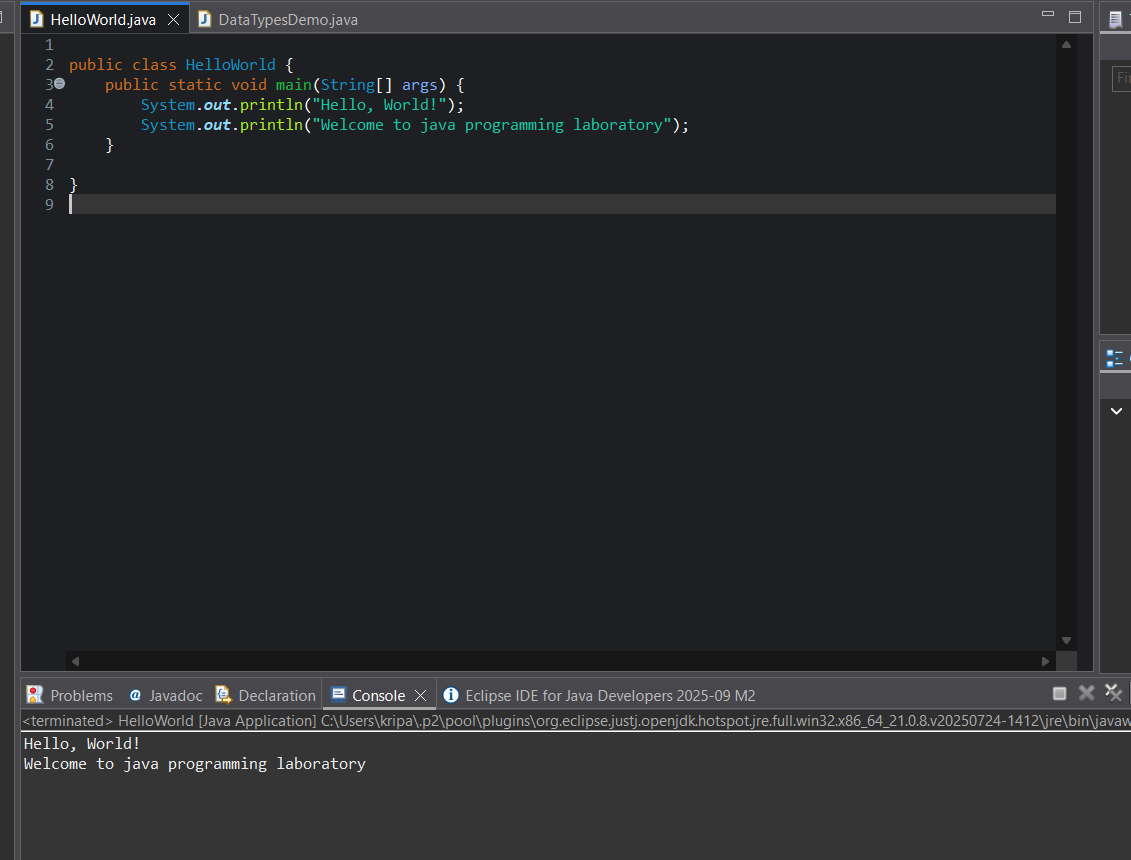 HelloWorld.java DataTypesDemo.java
1
2 public class HelloWorld {
3 public static void main(String[] args) {
4 System.out.println("Hello, World!");
5 System.out.println("Welcome to java programming laboratory");
6 }
7
8 }
9
Problems @ Javadoc Declaration Console Eclipse IDE for Java Developers 2025-09 M2
<terminated> HelloWorld [Java Application] C:\Users\kripa\.p2\pool\plugins\org.eclipse.justj.openjdk.hotspot.jre.full.win32.x86_64_21.0.8.v20250724-1412\jre\bin\javaw
Hello, World!
Welcome to java programming laboratory